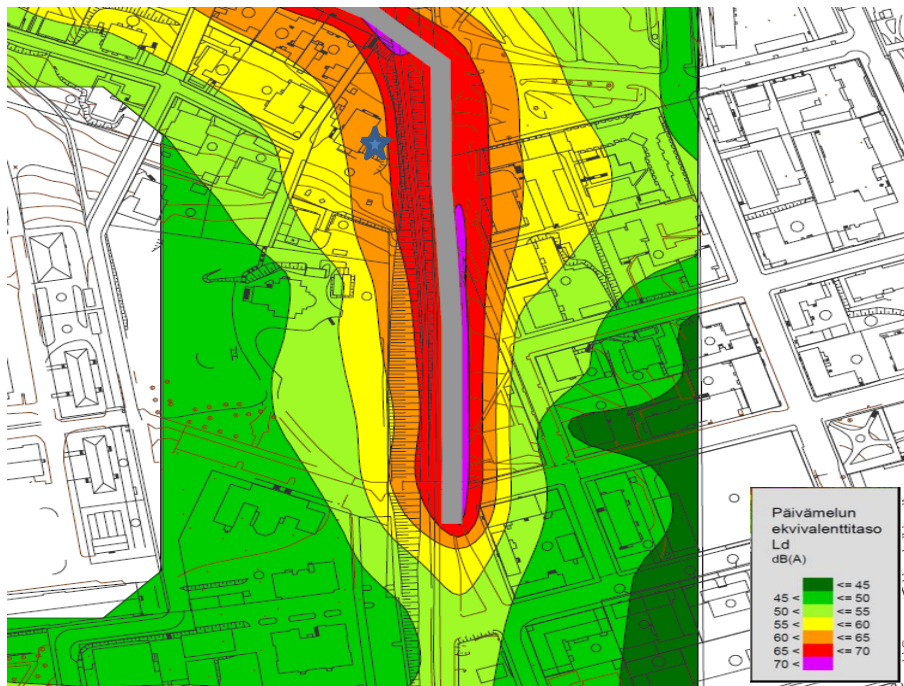 Päivämelun
ekvivalenttitaso
Ld
dB(A)
<= 45
45 < <= 50
50 < <= 55
55 < <= 60
60 < <= 65
65 < <= 70
70 <